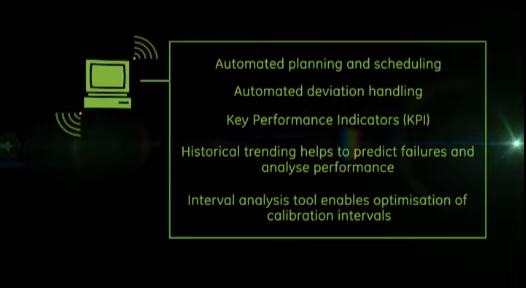 Automated planning and scheduling
Automated deviation handling
Key Performance Indicators (KPI)
Historical trending helps to predict failures and
analyse performance
Interval analysis tool enables optimisation of
calibration intervals